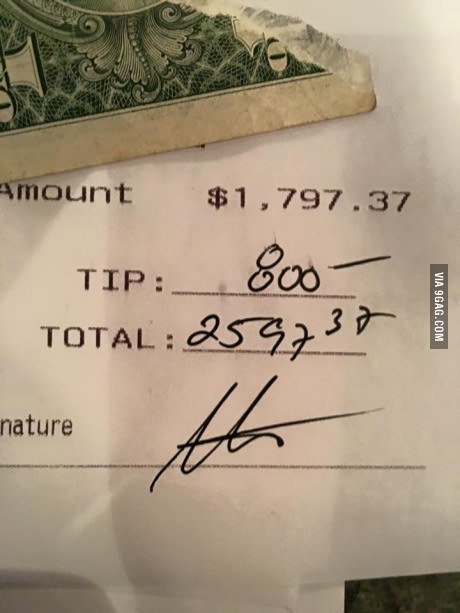 Amount $1,797.37
TIP: 800—
TOTAL: 2597 37
nature
VIA 9GAG.COM